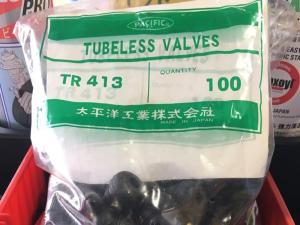 PACIFIC
TUBELESS VALVES
TR 413
QUANTITY
100
太平洋工業株式会社
MADE IN JAPAN